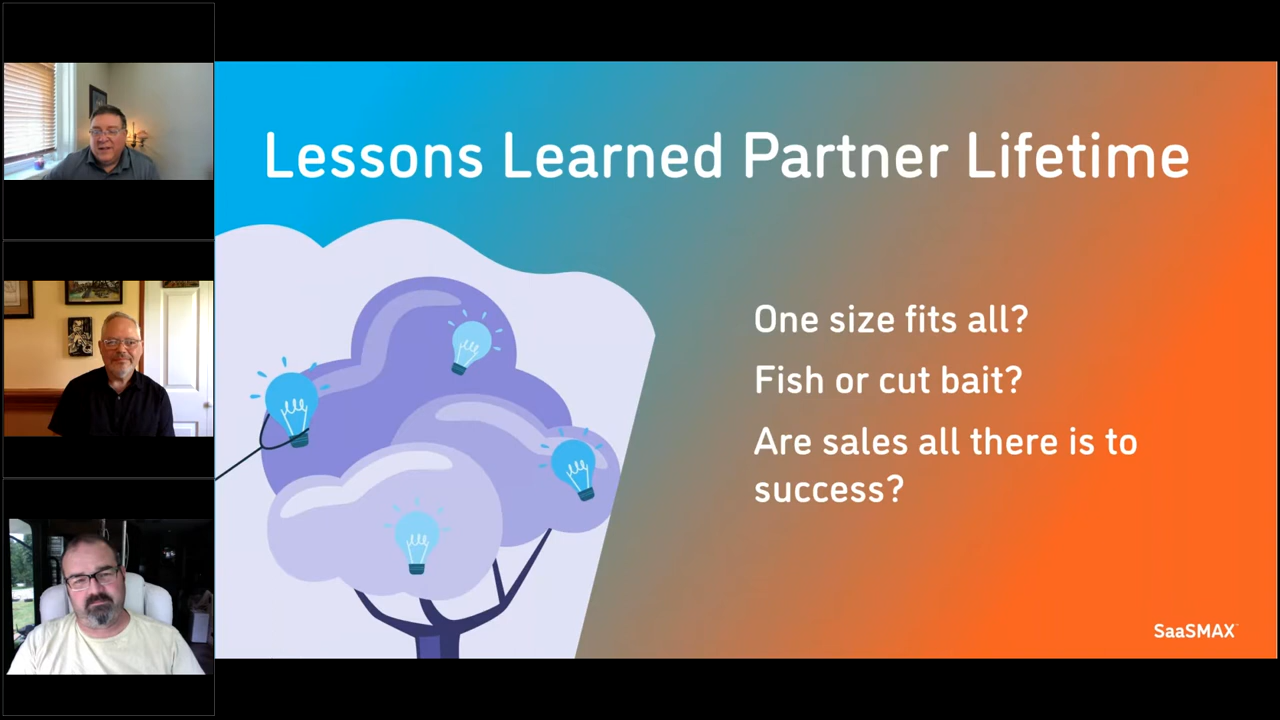 Lessons Learned Partner Lifetime
One size fits all?
Fish or cut bait?
Are sales all there is to
success?
SaaSMAX